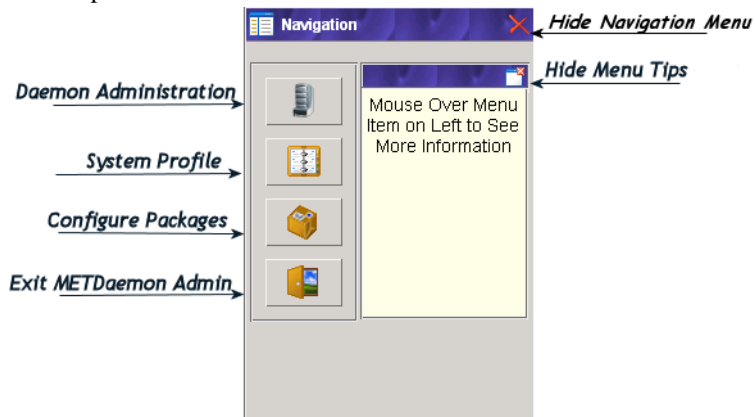 Navigation
Hide Navigation Menu
Hide Menu Tips
Daemon Administration
Mouse Over Menu
Item on Left to See
More Information
System Profile
Configure Packages
Exit METDaemon Admin